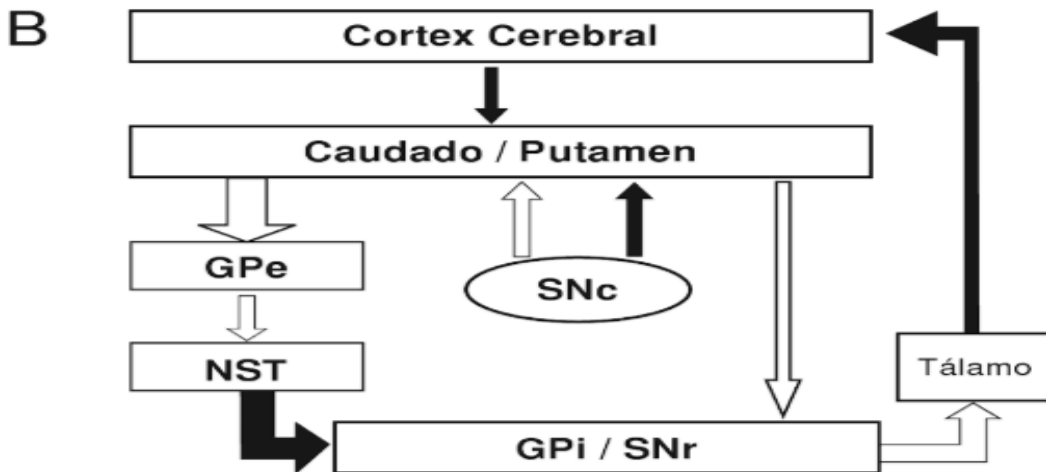 B
Cortex Cerebral
Caudado / Putamen
GPe
SNc
NST
Tálamo
GPi / SNr